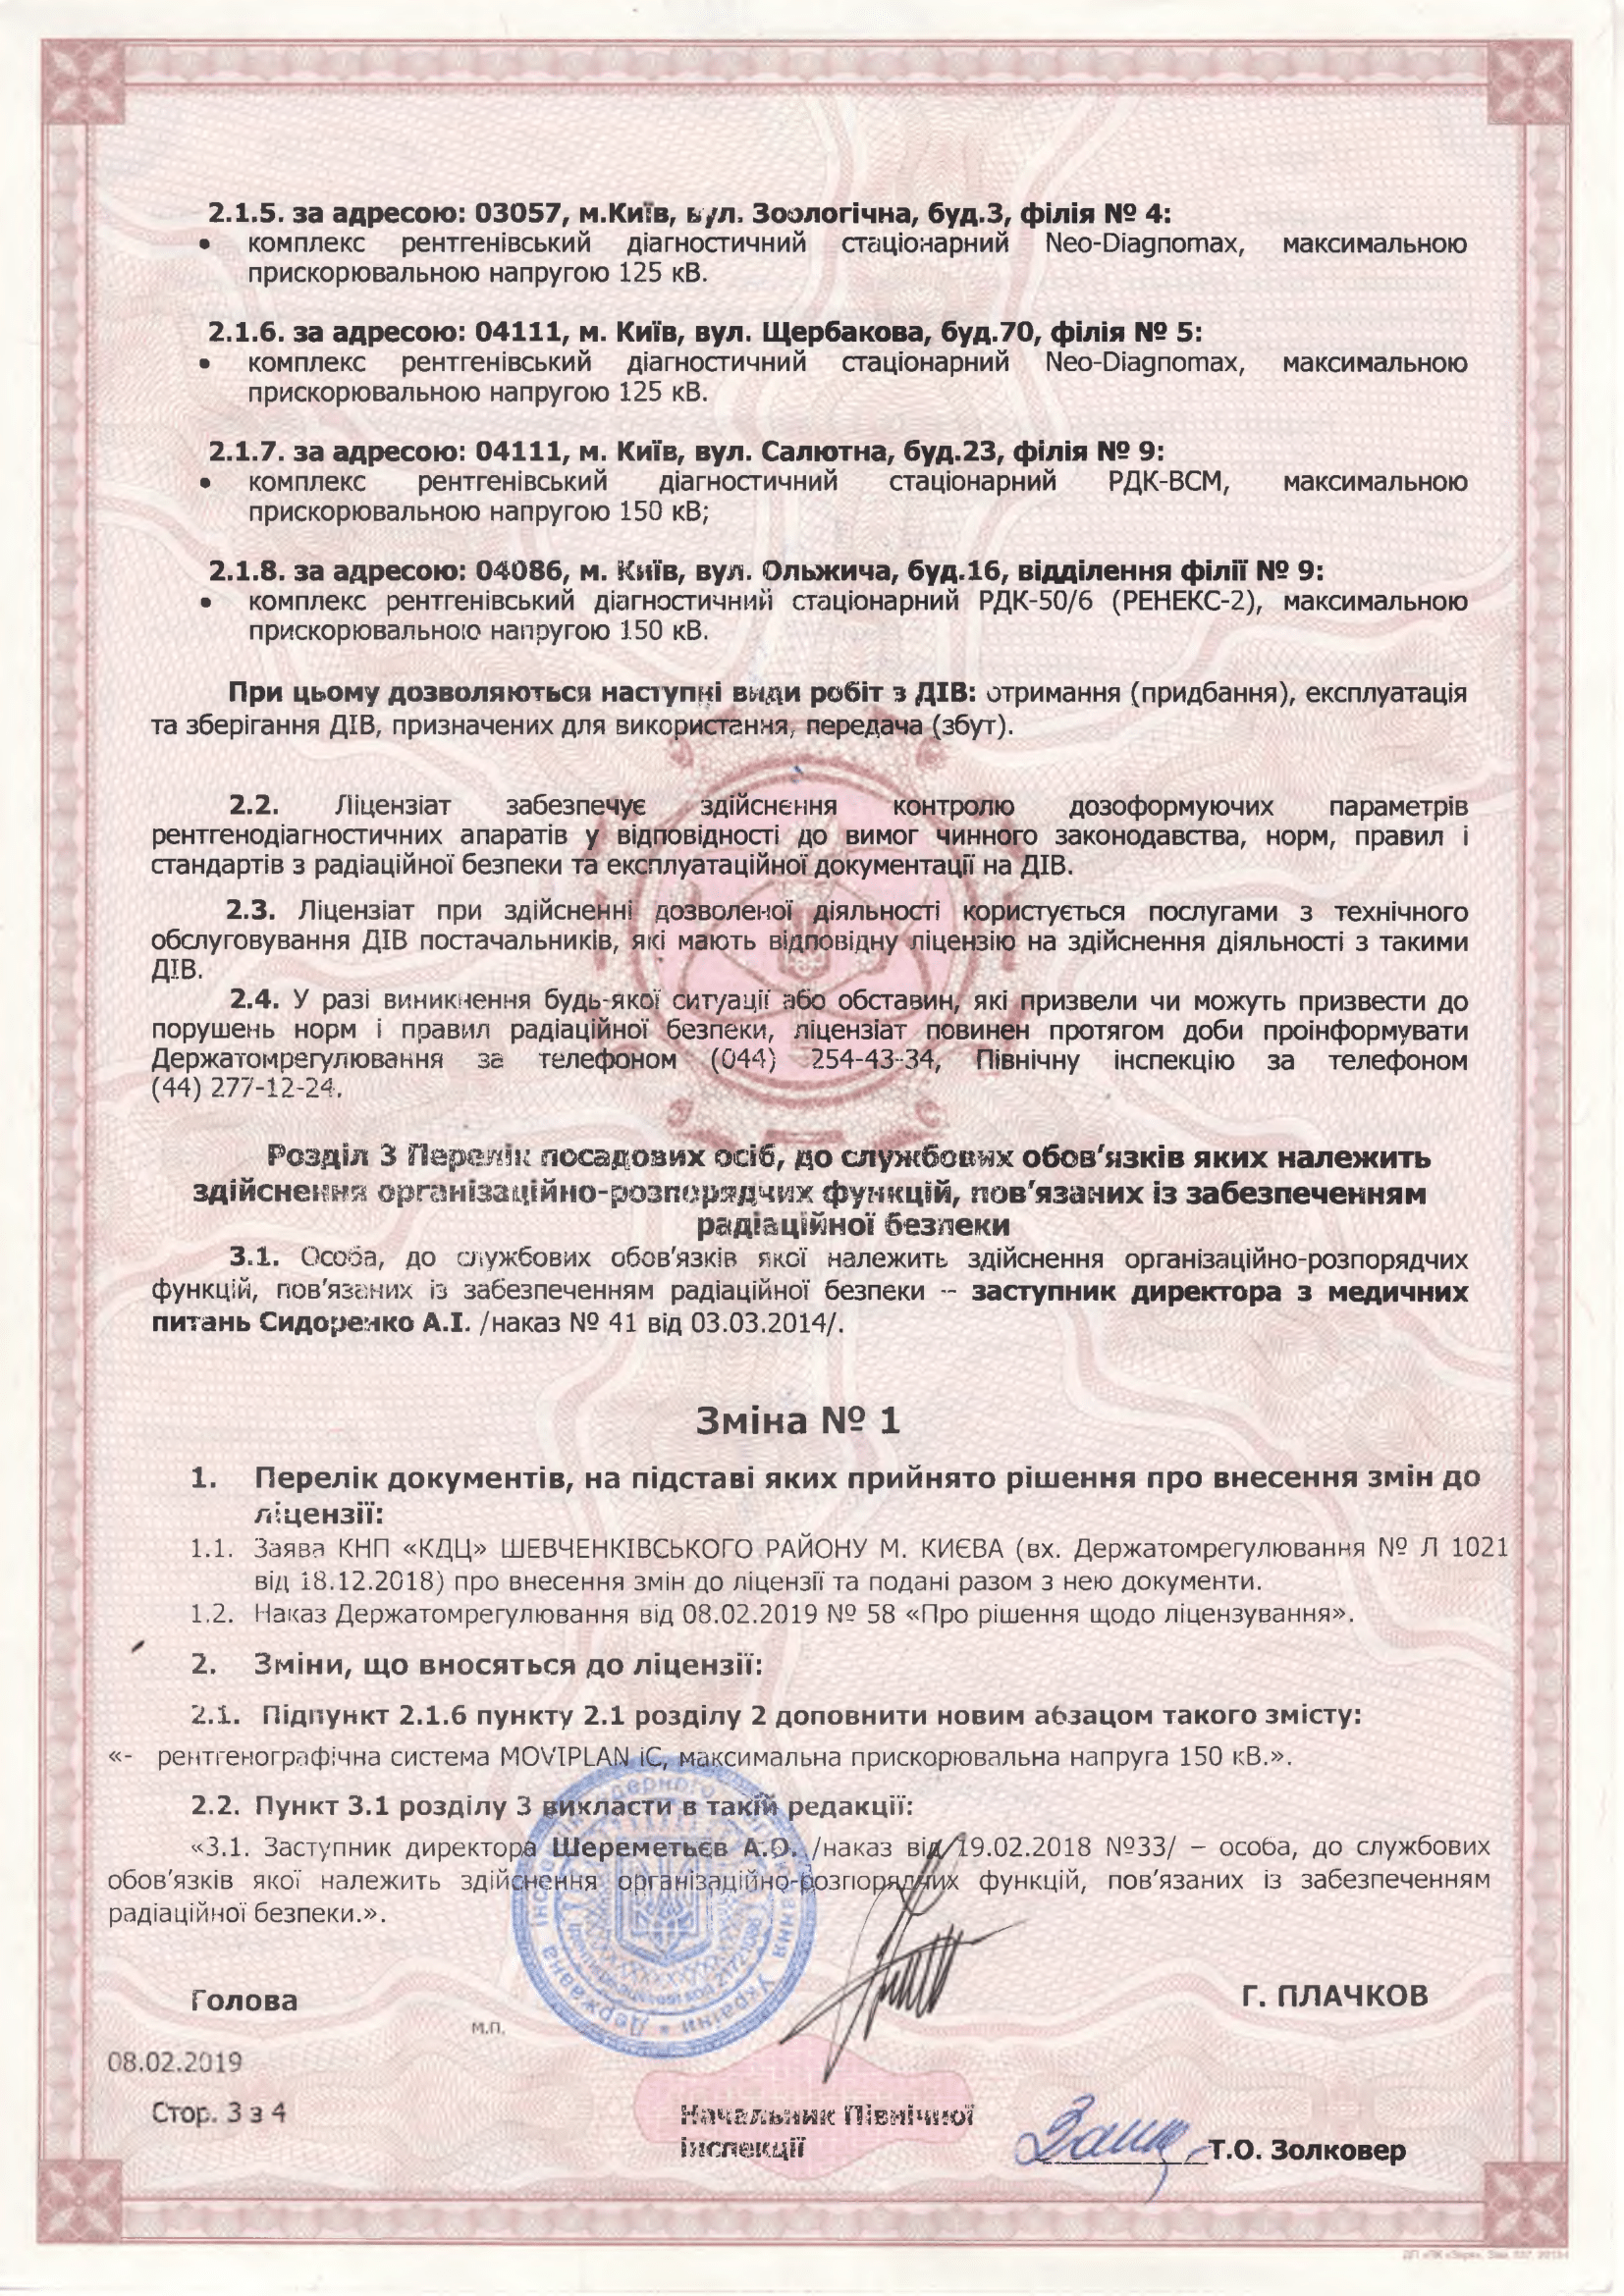 2.1.5. за адресою: 03057, м.Київ, вул. Зоологічна, буд.3, філія № 4:
• комплекс рентгенівський діагностичний стаціонарний Neo-Diagnomax, максимальною
прискорювальною напругою 125 кВ.
2.1.6. за адресою: 04111, м. Київ, вул. Щербакова, буд.70, філія № 5:
• комплекс рентгенівський діагностичний стаціонарний Neo-Diagnomax, максимальною
прискорювальною напругою 125 кВ.
2.1.7. за адресою: 04111, м. Київ, вул. Салютна, буд.23, філія № 9:
• комплекс рентгенівський діагностичний стаціонарний РДК-ВСМ, максимальною
прискорювальною напругою 150 кВ;
2.1.8. за адресою: 04086, м. Київ, вул. Ольжича, буд.16, відділення філії № 9:
• комплекс рентгенівський діагностичний стаціонарний РДК-50/6 (РЕНЕКС-2), максимальною
прискорювальною напругою 150 кВ.
При цьому дозволяються наступні види робіт з ДІВ: отримання (придбання), експлуатація
та зберігання ДІВ, призначених для використання, передача (збут).
2.2. Ліцензіат забезпечує здійснення контролю дозоформуючих параметрів
рентгенодіагностичних апаратів у відповідності до вимог чинного законодавства, норм, правил і
стандартів з радіаційної безпеки та експлуатаційної документації на ДІВ.
2.3. Ліцензіат при здійсненні дозволеної діяльності користується послугами з технічного
обслуговування ДІВ постачальників, які мають відповідну ліцензію на здійснення діяльності з такими
ДІВ.
2.4. У разі виникнення будь-якої ситуації або обставин, які призвели чи можуть призвести до
порушень норм і правил радіаційної безпеки, ліцензіат повинен протягом доби проінформувати
Держатомрегулювання за телефоном (044) 254-43-34, Північну інспекцію за телефоном
(44) 277-12-24.
Розділ 3 Перелік посадових осіб, до службових обов’язків яких належить
здійснення організаційно-розпорядчих функцій, пов’язаних із забезпеченням
радіаційної безпеки
3.1. Особа, до службових обов’язків якої належить здійснення організаційно-розпорядчих
функцій, пов’язаних із забезпеченням радіаційної безпеки – заступник директора з медичних
питань Сидоренко А.І. /наказ № 41 від 03.03.2014/.
Зміна № 1
1. Перелік документів, на підставі яких прийнято рішення про внесення змін до
ліцензії:
1.1. Заява КНП «КДЦ» ШЕВЧЕНКІВСЬКОГО РАЙОНУ М. КИЄВА (вх. Держатомрегулювання № Л 1021
від 18.12.2018) про внесення змін до ліцензії та подані разом з нею документи.
1.2. Наказ Держатомрегулювання від 08.02.2019 № 58 «Про рішення щодо ліцензування».
2. Зміни, що вносяться до ліцензії:
2.1. Підпункт 2.1.6 пункту 2.1 розділу 2 доповнити новим абзацом такого змісту:
«- рентгенографічна система MOVIPLAN iC, максимальна прискорювальна напруга 150 кВ.».
2.2. Пункт 3.1 розділу 3 викласти в такій редакції:
«3.1. Заступник директора Шереметьєв А.О. /наказ від 19.02.2018 №33/ – особа, до службових
обов’язків якої належить здійснення організаційно-розпорядчих функцій, пов’язаних із забезпеченням
радіаційної безпеки.».
Голова
Г. ПЛАЧКОВ
м.п.
08.02.2019
Стор. 3 з 4
Начальник Північної
інспекції
Т.О. Золковер